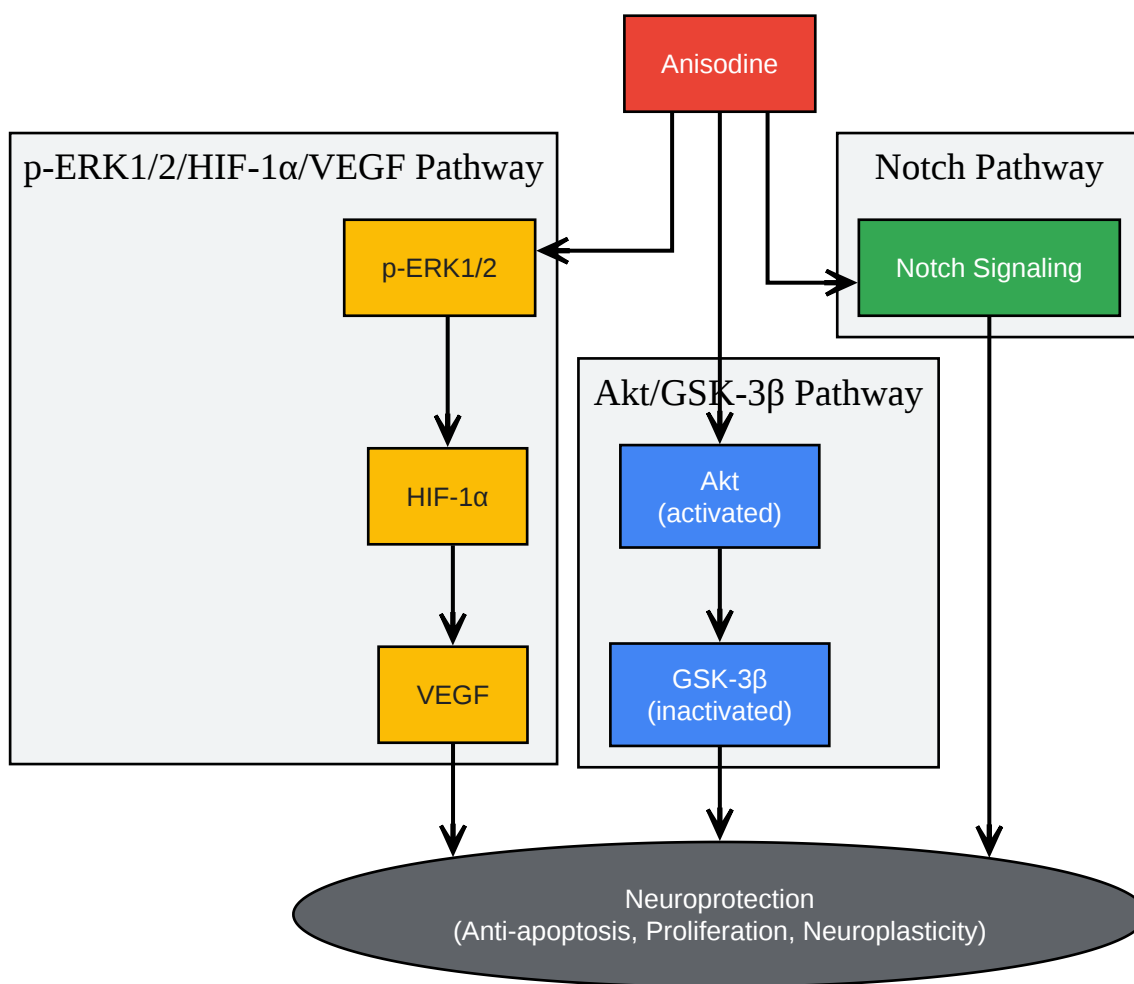 Anisodine
p-ERK1/2/HIF-1α/VEGF Pathway
p-ERK1/2
HIF-1α
VEGF
Akt/GSK-3β Pathway
Akt
(activated)
GSK-3β
(inactivated)
Notch Pathway
Notch Signaling
Neuroprotection
(Anti-apoptosis, Proliferation, Neuroplasticity)